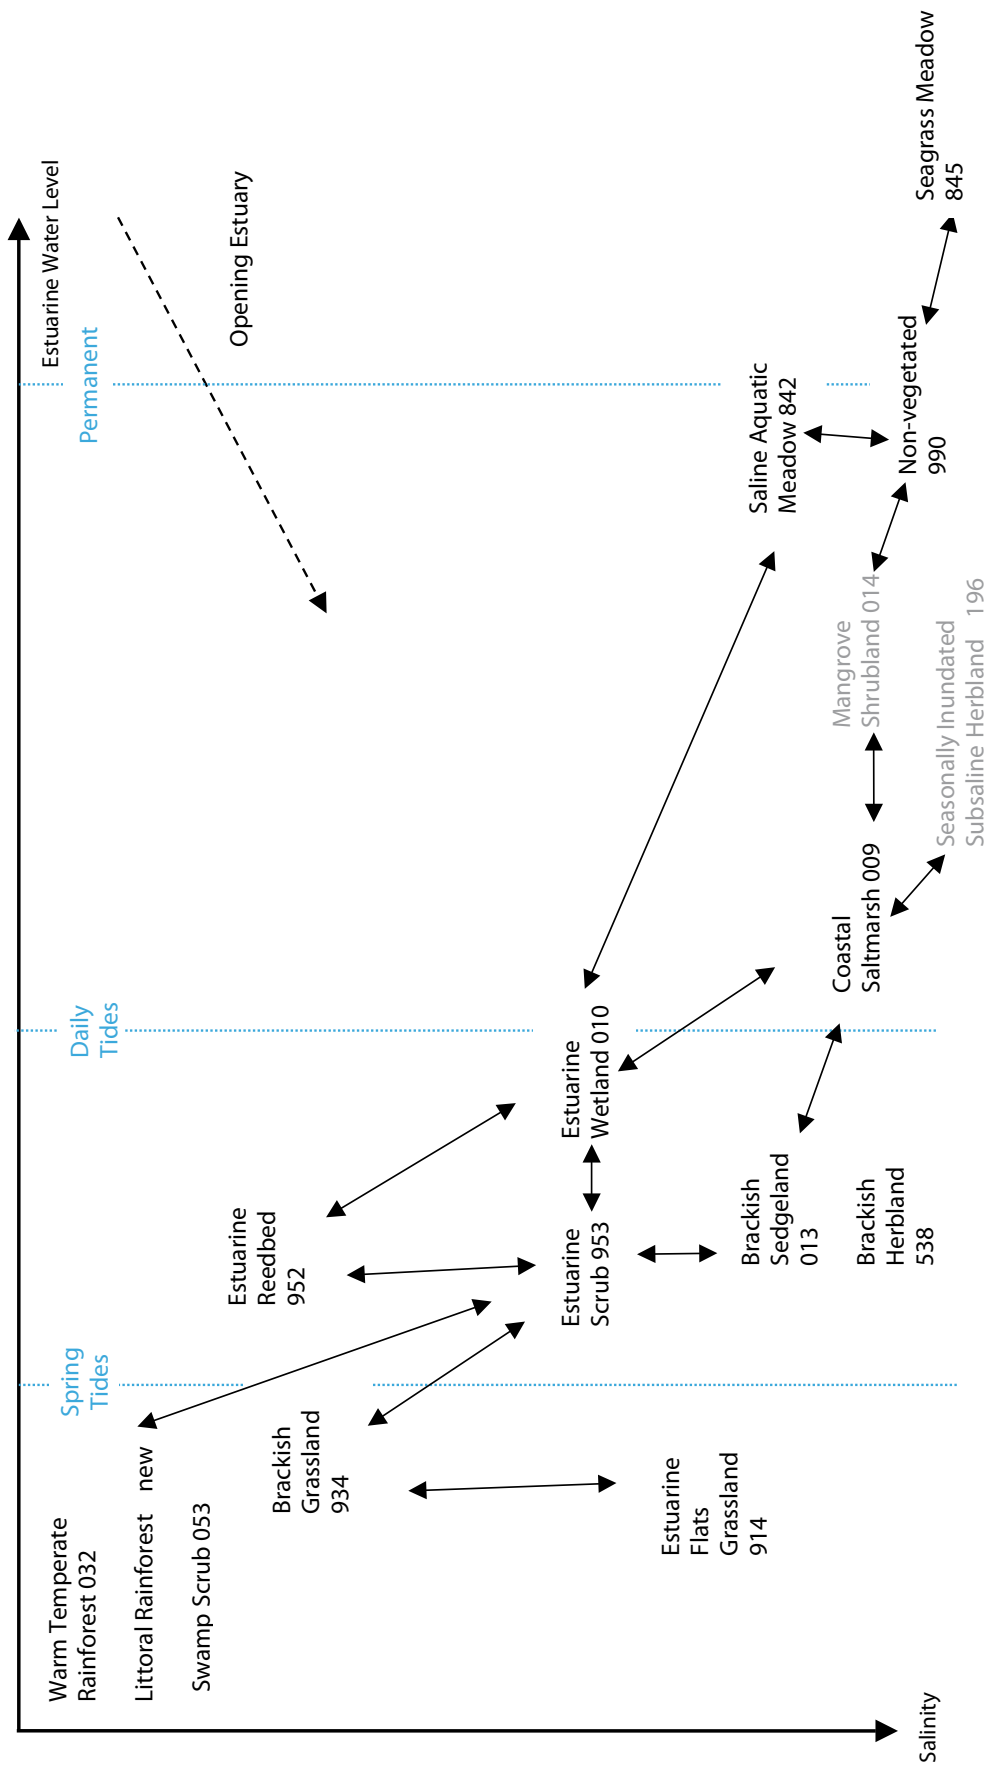 Estuarine Water Level
Permanent
Opening Estuary
Daily
Tides
Spring
Tides
Warm Temperate
Rainforest 032
Littoral Rainforest new
Swamp Scrub 053
Brackish
Grassland
934
Estuarine
Flats
Grassland
914
Estuarine
Reedbed
952
Estuarine
Scrub 953
Estuarine
Wetland 010
Brackish
Sedgeland
013
Brackish
Herbland
538
Coastal
Saltmarsh 009
Mangrove
Shrubland 014
Seasonally Inundated
Subsaline Herbland 196
Saline Aquatic
Meadow 842
Non-vegetated
990
Seagrass Meadow
845
Salinity